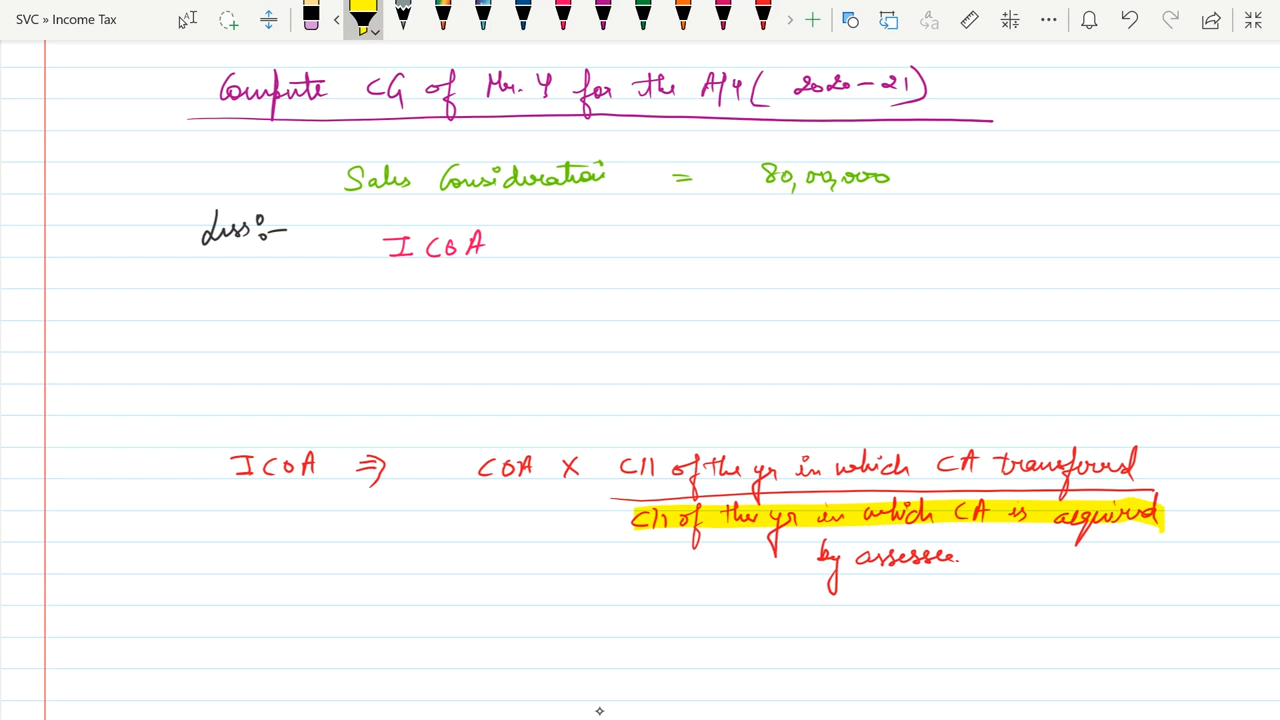 SVC » Income Tax
Compute CG of Mr. Y for the A/Y ( 2020-21)
Sales Consideration = 80,00,000
Less:-
ICOA
ICOA ⇒ COA X CII of the yr in which CA transferred
CII of the yr in which CA is acquired
by assessee.